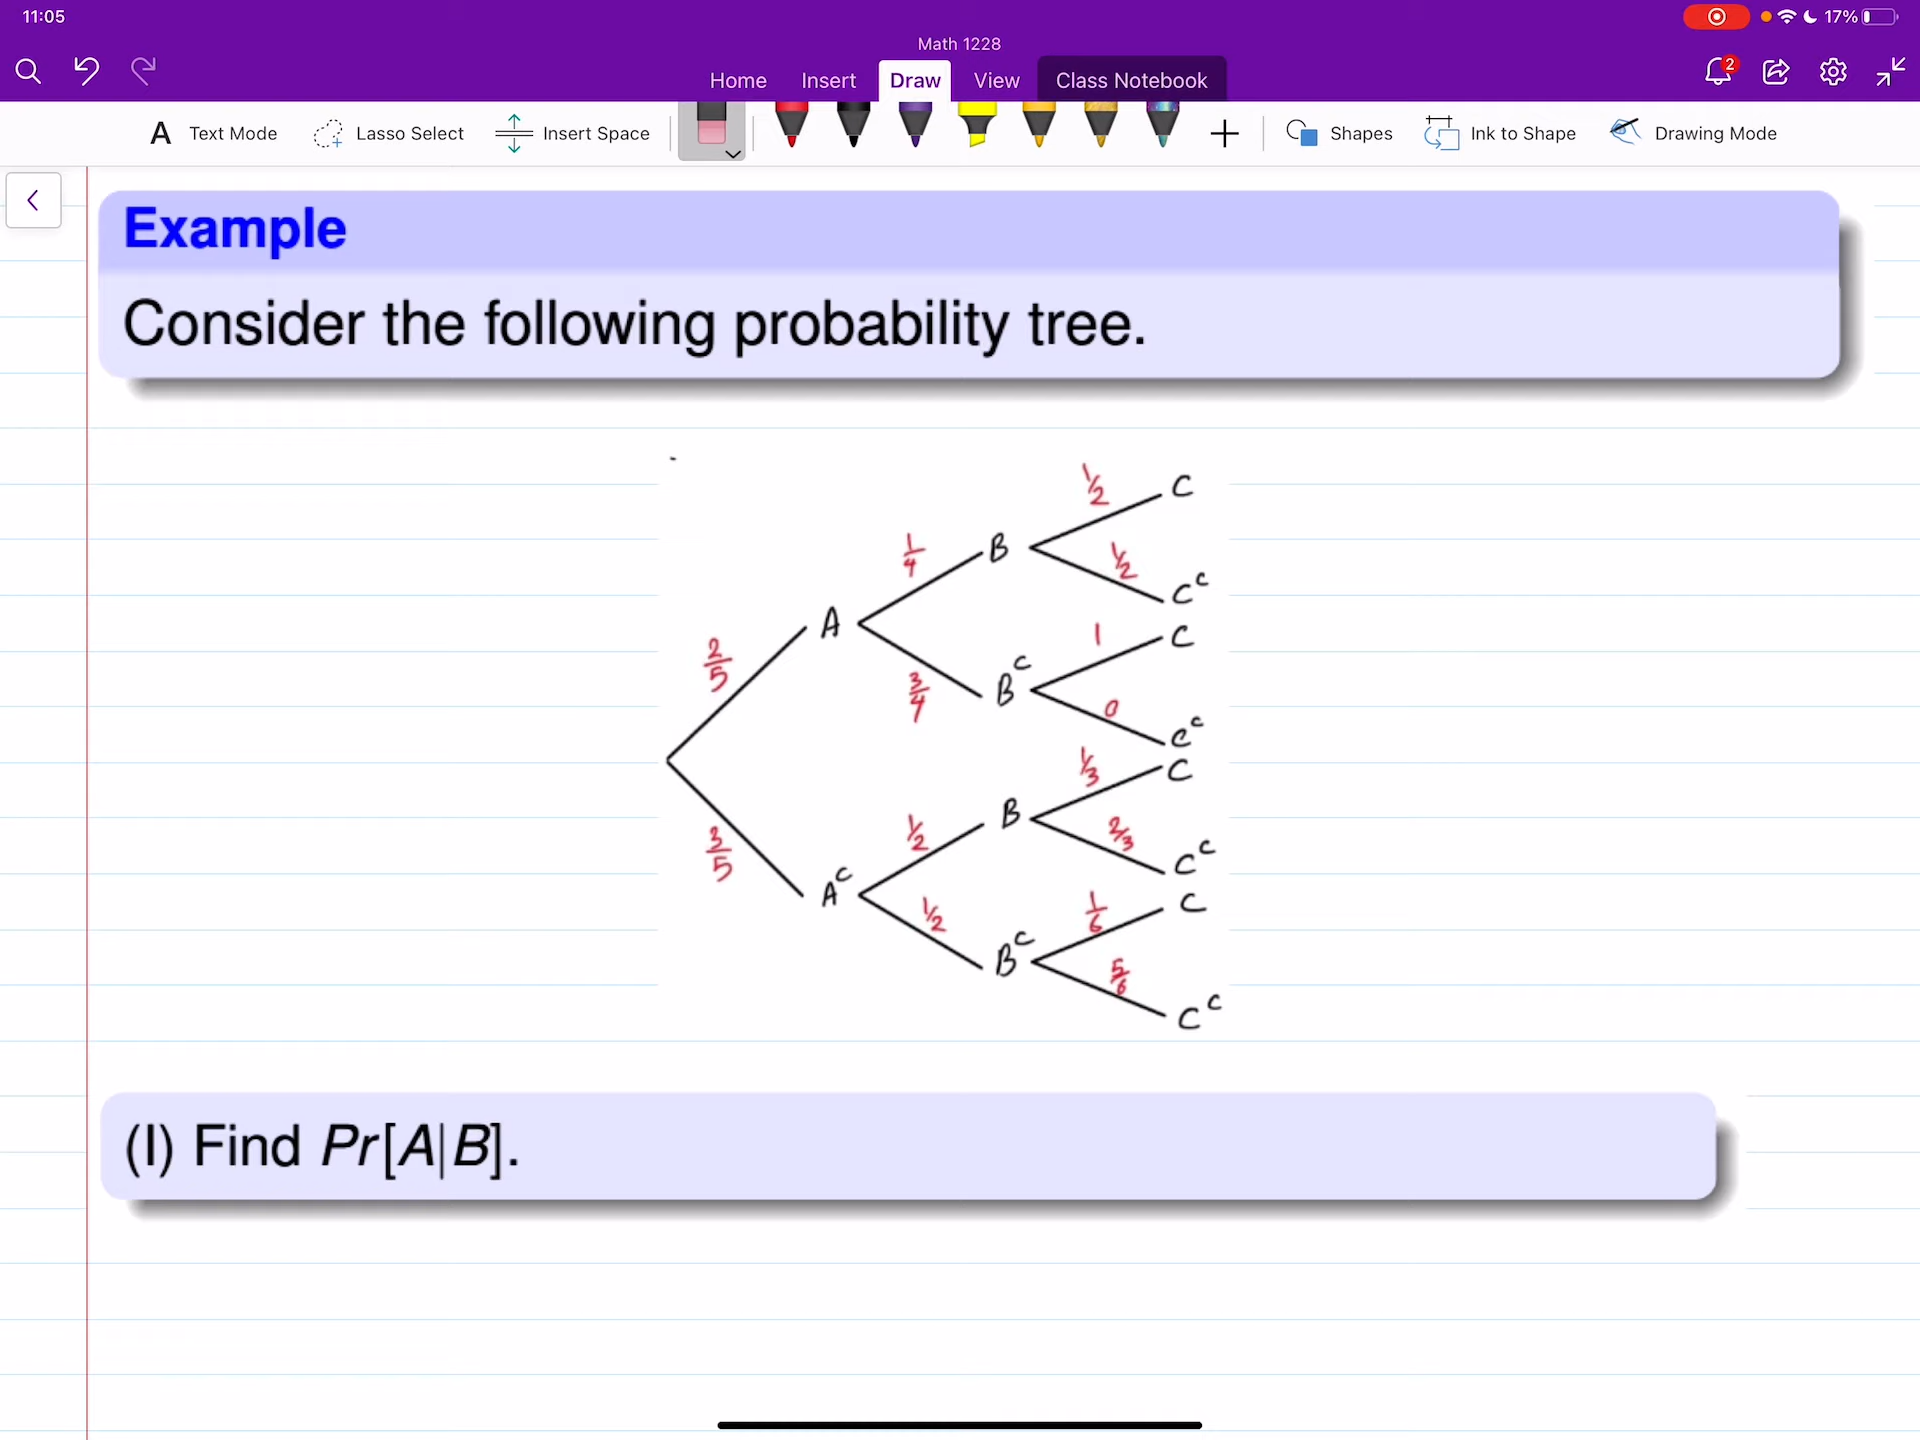 11:05
17%
Math 1228
Home Insert Draw View Class Notebook
2
A Text Mode Lasso Select Insert Space Shapes Ink to Shape Drawing Mode
Example
Consider the following probability tree.
1/2 C
1/4 B
1/2 C^c
A
1 C
2/5
3/4 B^c
0 C^c
1/3 C
1/2 B
2/3 C^c
3/5
A^c
1/6 C
1/2
B^c
5/6
C^c
(I) Find Pr[A|B].